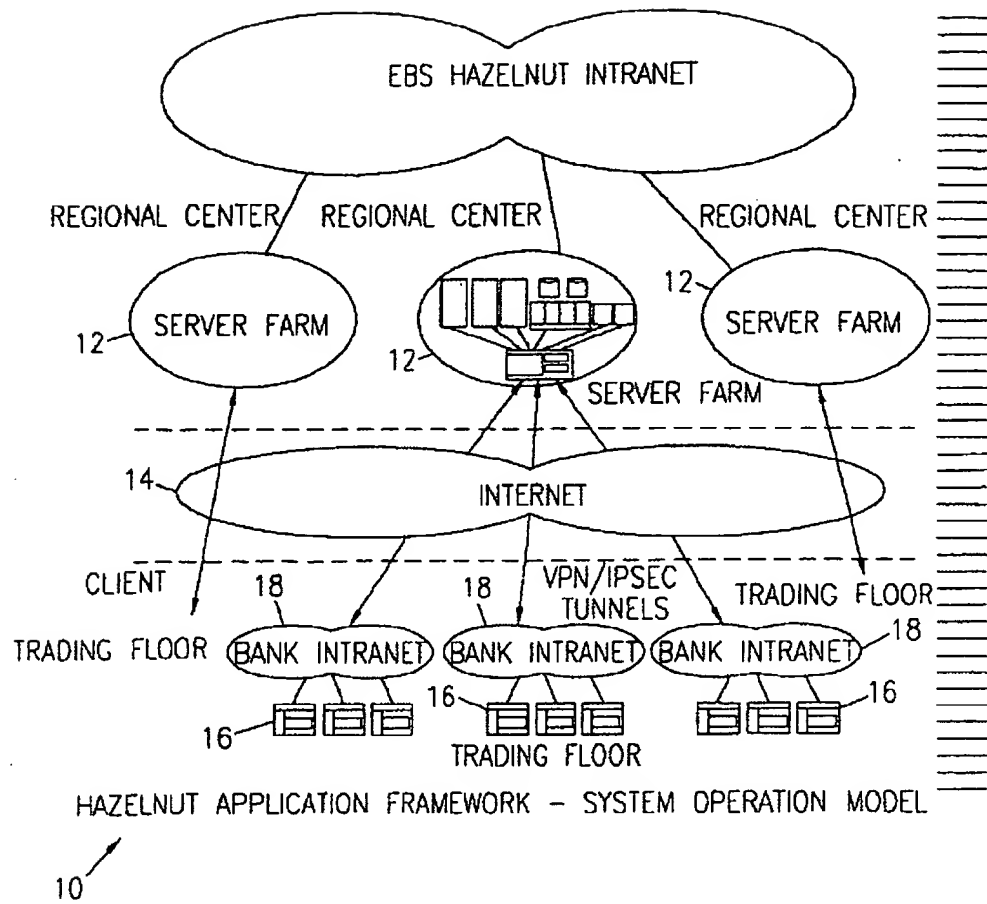 EBS HAZELNUT INTRANET
REGIONAL CENTER
REGIONAL CENTER
REGIONAL CENTER
12
SERVER FARM
12
SERVER FARM
12
12
SERVER FARM
14
INTERNET
CLIENT
18
18
VPN/IPSEC
TUNNELS
TRADING FLOOR
TRADING FLOOR
BANK INTRANET
BANK INTRANET
BANK INTRANET
18
16
16
16
TRADING FLOOR
HAZELNUT APPLICATION FRAMEWORK – SYSTEM OPERATION MODEL
10